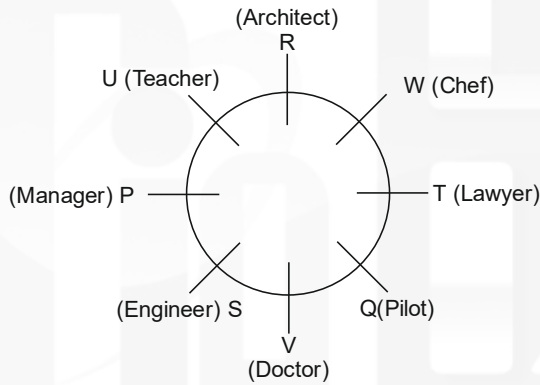 (Architect)
R
U (Teacher)
W (Chef)
(Manager) P
T (Lawyer)
(Engineer) S
Q(Pilot)
V
(Doctor)